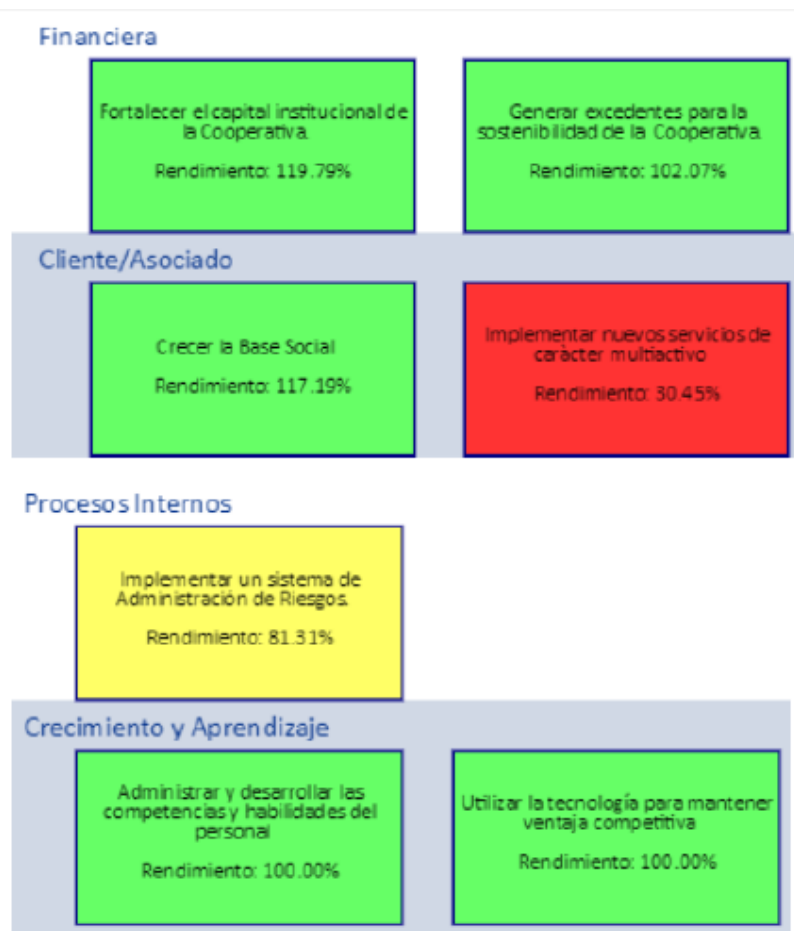 Financiera
Fortalecer el capital institucional de
la Cooperativa.
Rendimiento: 119.79%
Generar excedentes para la
sostenibilidad de la Cooperativa.
Rendimiento: 102.07%
Cliente/Asociado
Crecer la Base Social
Rendimiento: 117.19%
Implementar nuevos servicios de
caràcter multiactivo
Rendimiento: 30.45%
Procesos Internos
Implementar un sistema de
Administración de Riesgos.
Rendimiento: 81.31%
Crecimiento y Aprendizaje
Administrar y desarrollar las
competencias y habilidades del
personal
Rendimiento: 100.00%
Utilizar la tecnología para mantener
ventaja competitiva
Rendimiento: 100.00%